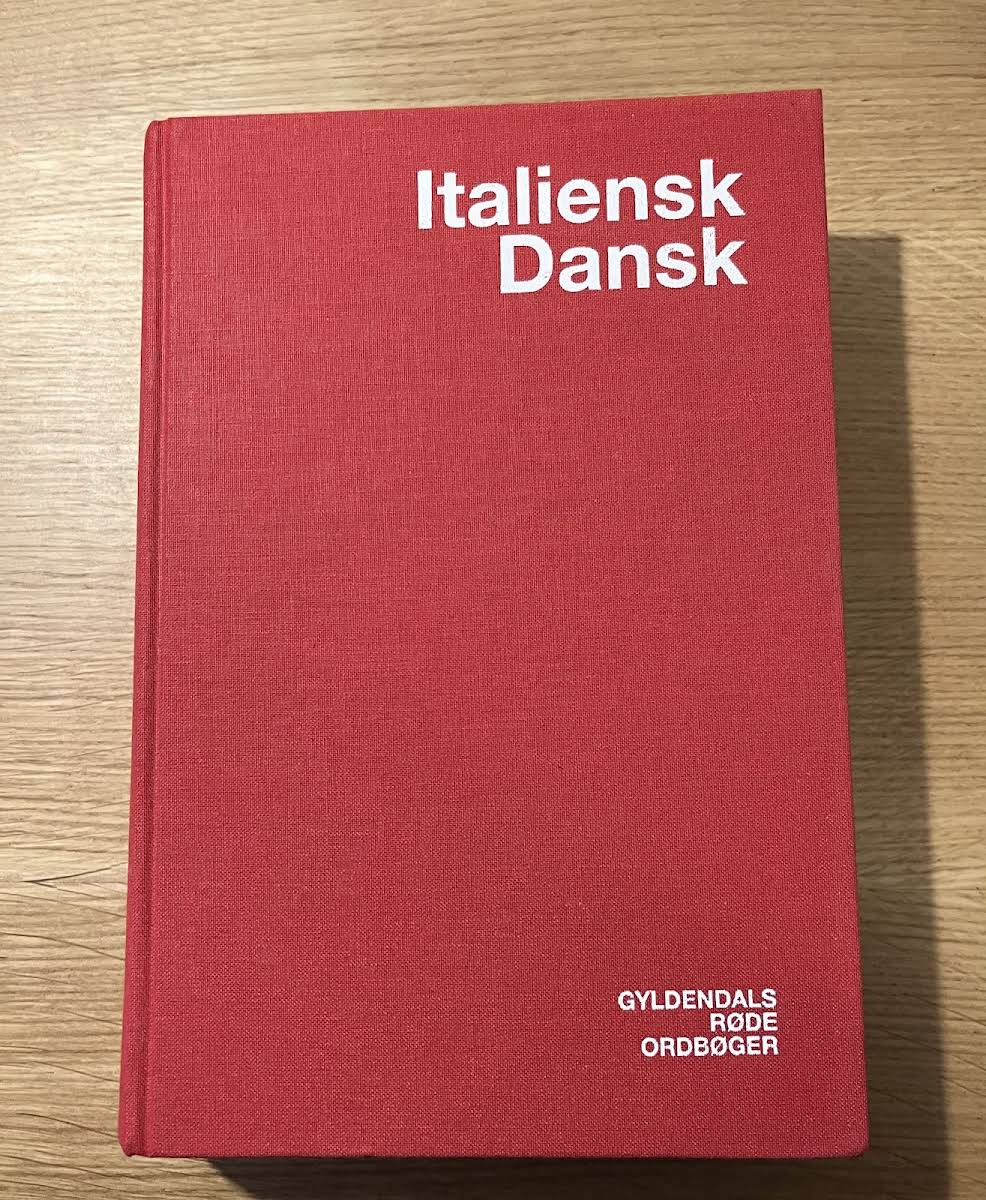 Italiensk
Dansk
GYLDENDALS
RØDE
ORDBØGER